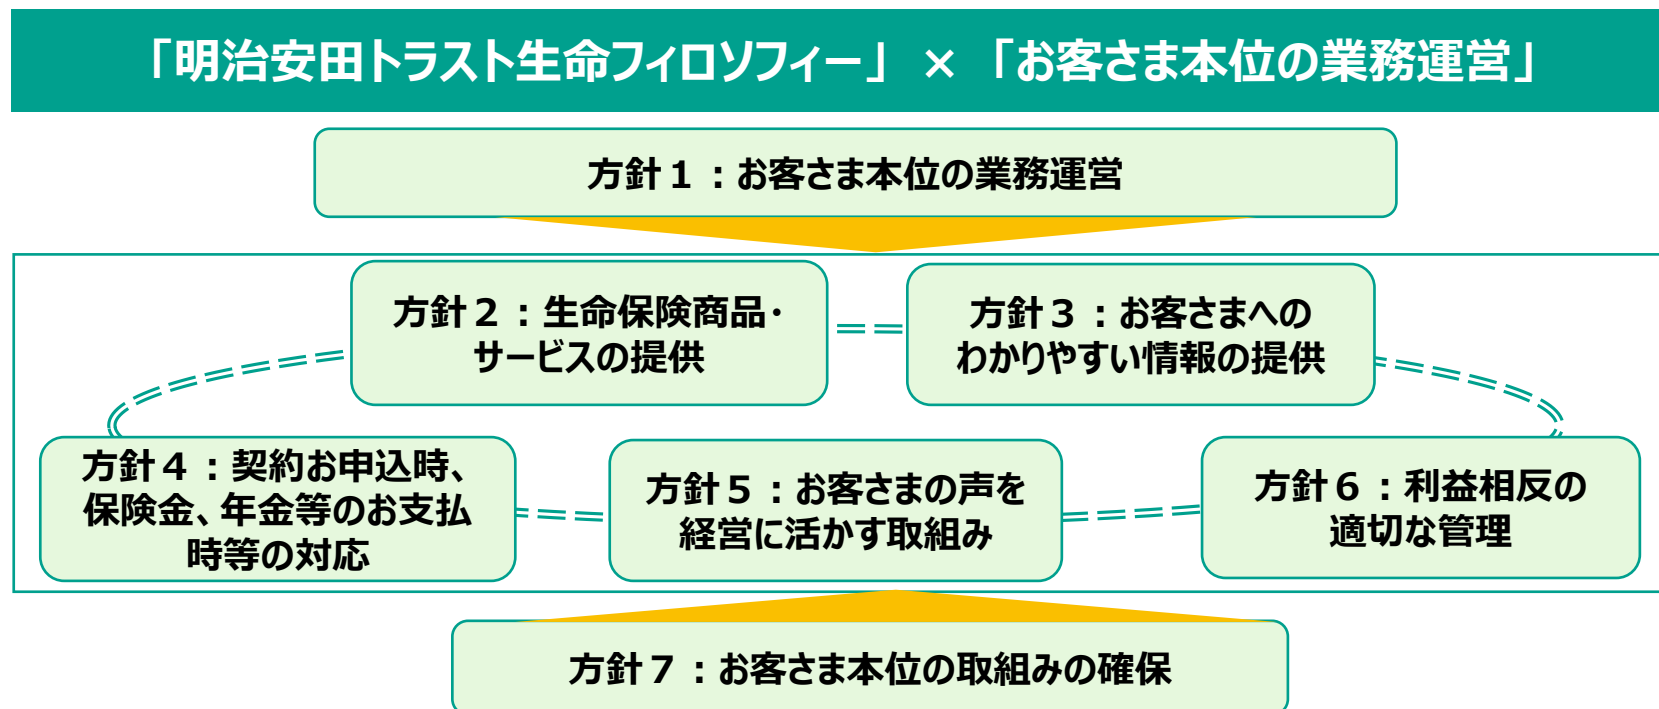 「明治安田トラスト生命フィロソフィー」 × 「お客さま本位の業務運営」
方針１：お客さま本位の業務運営
方針２：生命保険商品・
サービスの提供
方針３：お客さまへの
わかりやすい情報の提供
方針４：契約お申込時、
保険金、年金等のお支払
時等の対応
方針５：お客さまの声を
経営に活かす取組み
方針６：利益相反の
適切な管理
方針７：お客さま本位の取組みの確保